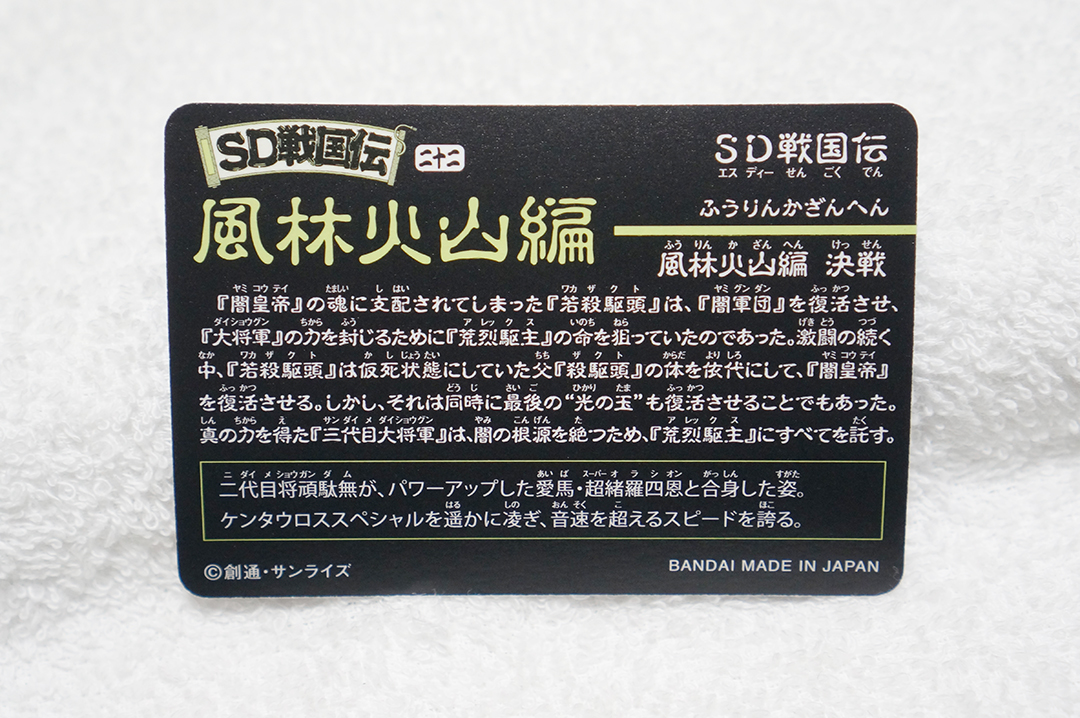 SD戦国伝 二十二
SD戦国伝
エス ディー せん ごく でん
風林火山編
ふうりんかざんへん
ふう りん か ざん へん けっ せん
風林火山編 決戦
ヤミ コウ テイ たましい し はい ワカ ザ ク ト ヤミ グン ダン ふっ かつ
『闇皇帝』の魂に支配されてしまった『若殺駆頭』は、『闇軍団』を復活させ、
ダイショウグン ちから ふう ア レッ ク ス いのち ねら げき とう つづ
『大将軍』の力を封じるために『荒烈駆主』の命を狙っていたのであった。激闘の続く
なか ワカ ザ ク ト か し じょうたい ちち ザ ク ト からだ よりしろ ヤミ コウ テイ
中、『若殺駆頭』は仮死状態にしていた父『殺駆頭』の体を依代にして、『闇皇帝』
ふっ かつ どう じ さい ご ひかり たま ふっ かつ
を復活させる。しかし、それは同時に最後の“光の玉”も復活させることでもあった。
しん ちから え サン ダイ メ ダイショウグン やみ こんげん た ア レッ ク ス たく
真の力を得た『三代目大将軍』は、闇の根源を絶つため、『荒烈駆主』にすべてを託す。
ニ ダイ メ ショウガン ダ ム あい ば スーパー オ ラ シ オン がっ しん すがた
二代目将頑駄無が、パワーアップした愛馬・超緒羅四恩と合身した姿。
はる しの おん そく こ ほこ
ケンタウロススペシャルを遥かに凌ぎ、音速を超えるスピードを誇る。
©創通・サンライズ
BANDAI MADE IN JAPAN